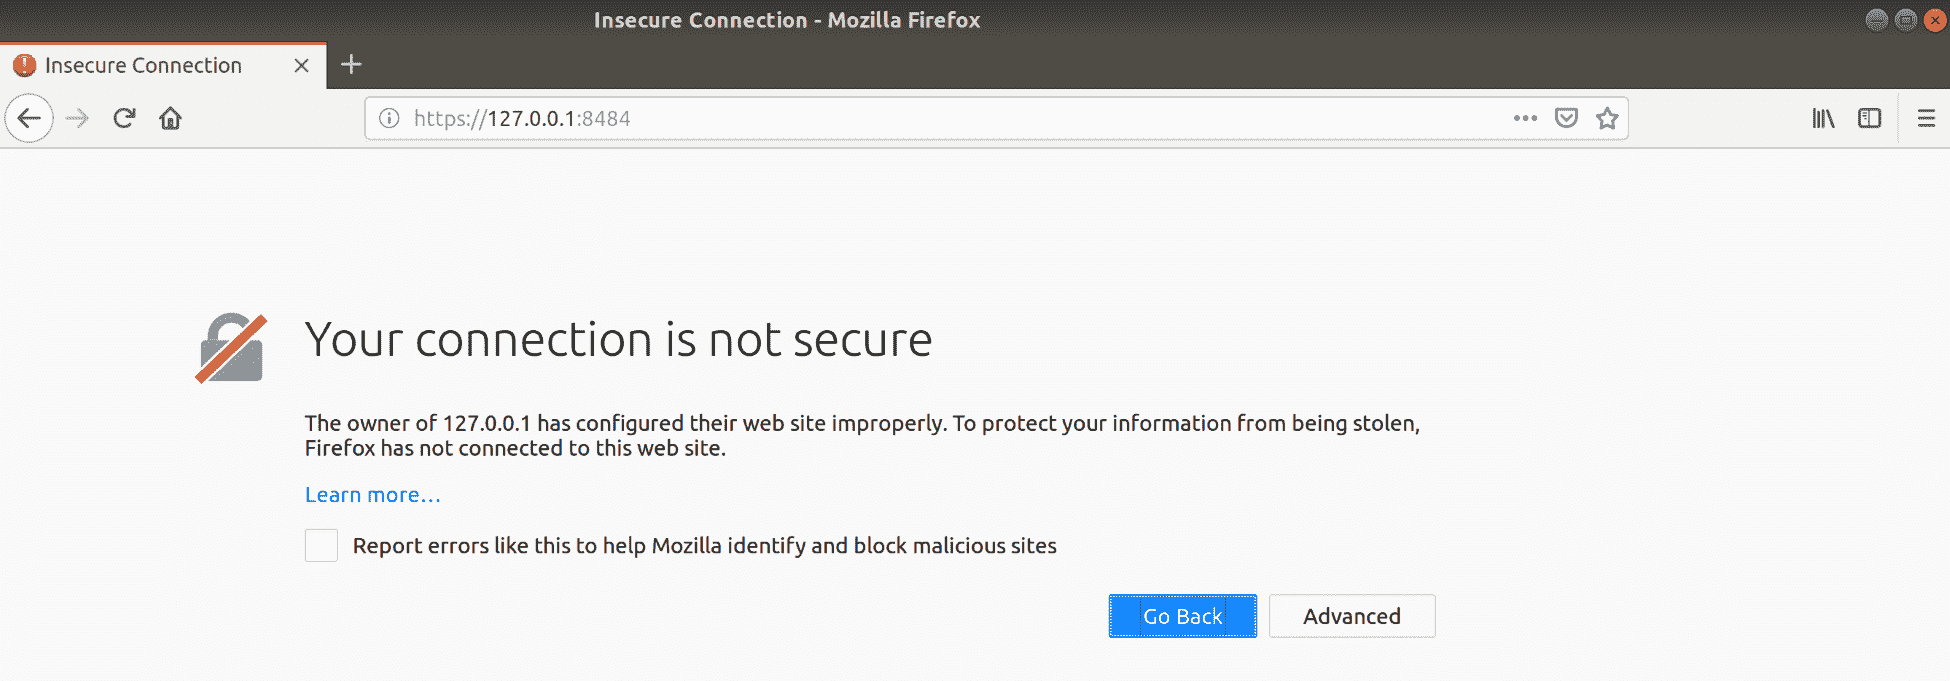 Insecure Connection - Mozilla Firefox
Insecure Connection
https://127.0.0.1:8484
Your connection is not secure
The owner of 127.0.0.1 has configured their web site improperly. To protect your information from being stolen,
Firefox has not connected to this web site.
Learn more…
Report errors like this to help Mozilla identify and block malicious sites
Go Back
Advanced